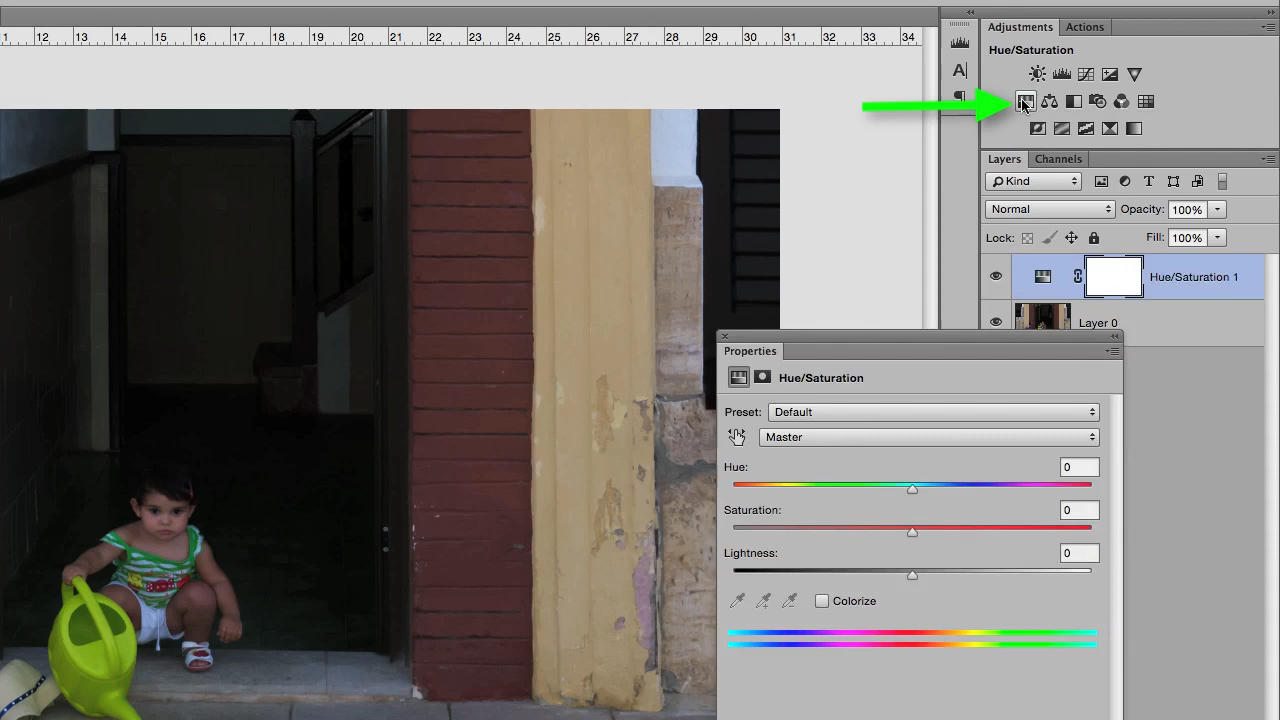 11 12 13 14 15 16 17 18 19 20 21 22 23 24 25 26 27 28 29 30 31 32 33 34
Adjustments Actions
Hue/Saturation
A
Layers Channels
Kind
T
Normal Opacity: 100%
Lock: Fill: 100%
Hue/Saturation 1
Layer 0
Properties
Hue/Saturation
Preset: Default
Master
Hue: 0
Saturation: 0
Lightness: 0
Colorize